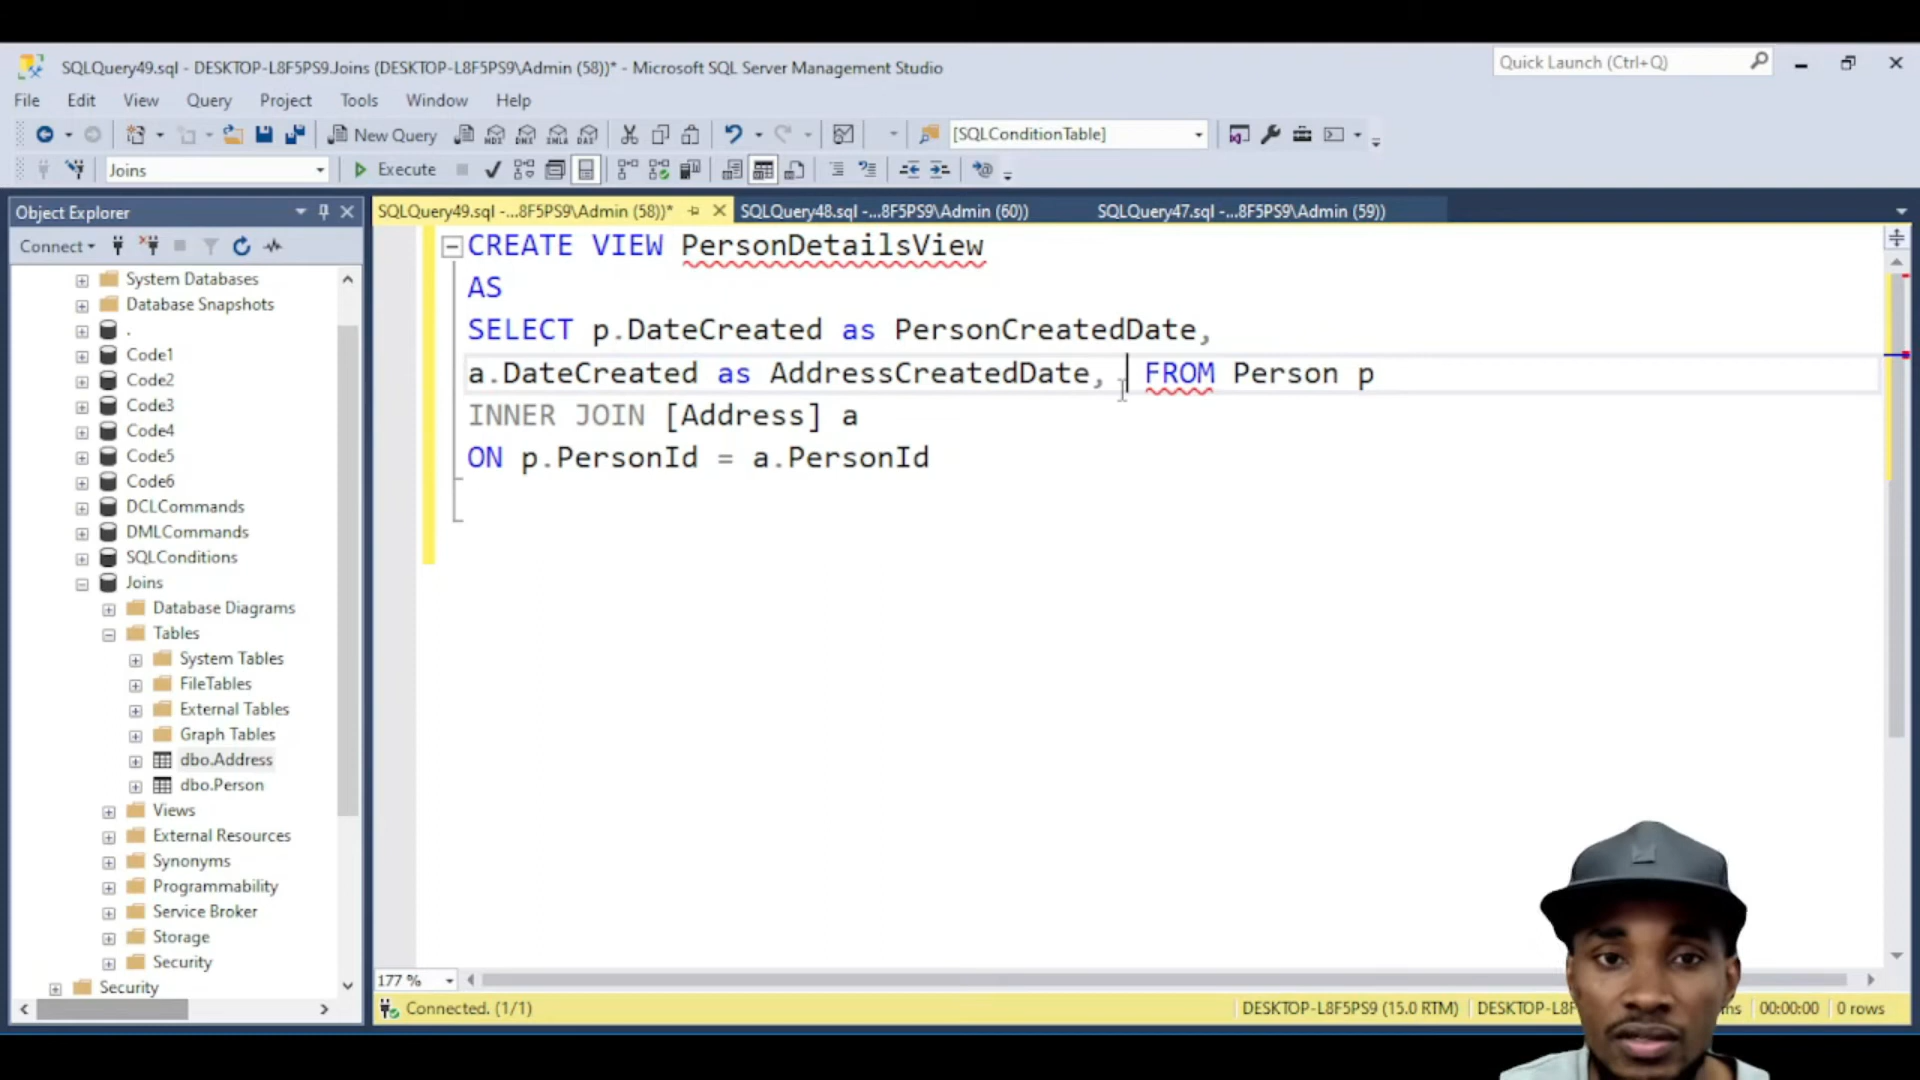 SQLQuery49.sql - DESKTOP-L8F5PS9.Joins (DESKTOP-L8F5PS9\Admin (58))* - Microsoft SQL Server Management Studio
Quick Launch (Ctrl+Q)
File Edit View Query Project Tools Window Help
New Query
[SQLConditionTable]
Joins
Execute
Object Explorer
SQLQuery49.sql -...8F5PS9\Admin (58))*
SQLQuery48.sql -...8F5PS9\Admin (60))
SQLQuery47.sql -...8F5PS9\Admin (59))
Connect
System Databases
Database Snapshots
.
Code1
Code2
Code3
Code4
Code5
Code6
DCLCommands
DMLCommands
SQLConditions
Joins
Database Diagrams
Tables
System Tables
FileTables
External Tables
Graph Tables
dbo.Address
dbo.Person
Views
External Resources
Synonyms
Programmability
Service Broker
Storage
Security
Security
CREATE VIEW PersonDetailsView
AS
SELECT p.DateCreated as PersonCreatedDate,
a.DateCreated as AddressCreatedDate, FROM Person p
INNER JOIN [Address] a
ON p.PersonId = a.PersonId
177 %
Connected. (1/1)
DESKTOP-L8F5PS9 (15.0 RTM)
00:00:00
0 rows